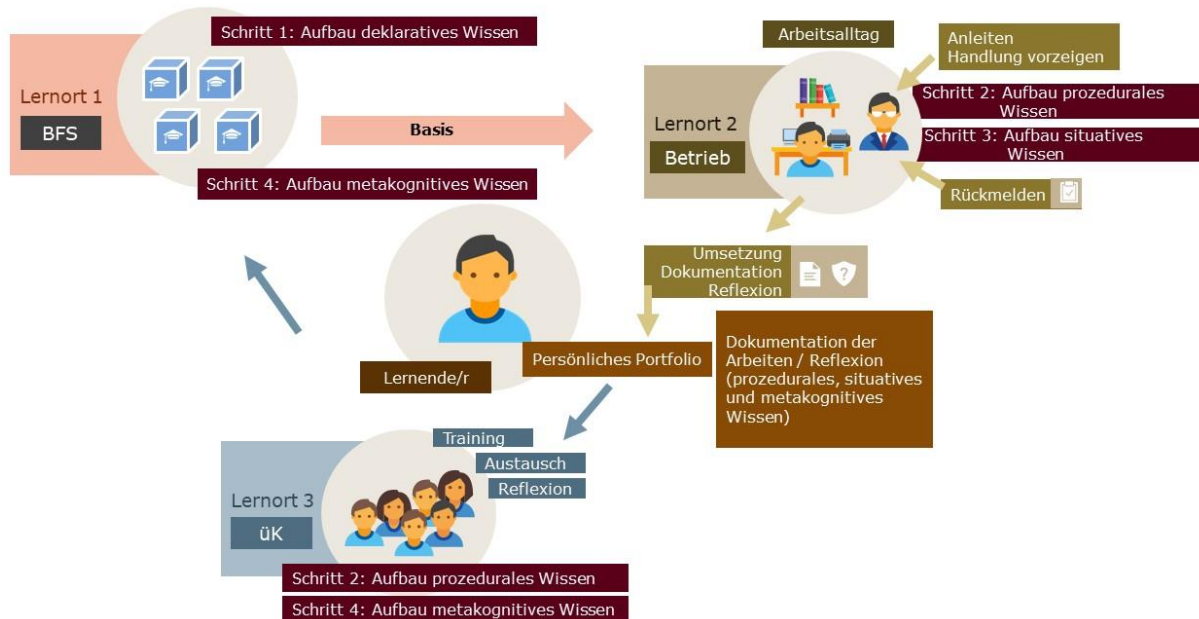 Schritt 1: Aufbau deklaratives Wissen
Lernort 1
BFS
Schritt 4: Aufbau metakognitives Wissen
Basis
Arbeitsalltag
Lernort 2
Betrieb
Anleiten
Handlung vorzeigen
Schritt 2: Aufbau prozedurales
Wissen
Schritt 3: Aufbau situatives
Wissen
Rückmelden
Umsetzung
Dokumentation
Reflexion
?
Lernende/r
Persönliches Portfolio
Dokumentation der
Arbeiten / Reflexion
(prozedurales, situatives
und metakognitives
Wissen)
Training
Austausch
Reflexion
Lernort 3
üK
Schritt 2: Aufbau prozedurales Wissen
Schritt 4: Aufbau metakognitives Wissen